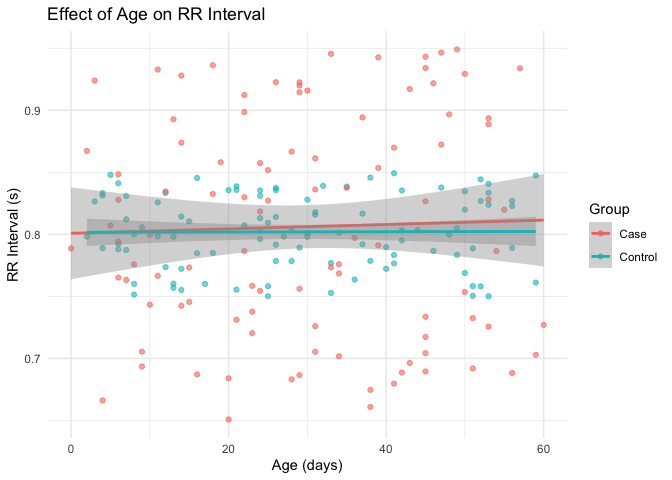 Effect of Age on RR Interval
RR Interval (s)
0.9
0.8
0.7
0
20
40
60
Age (days)
Group
Case
Control